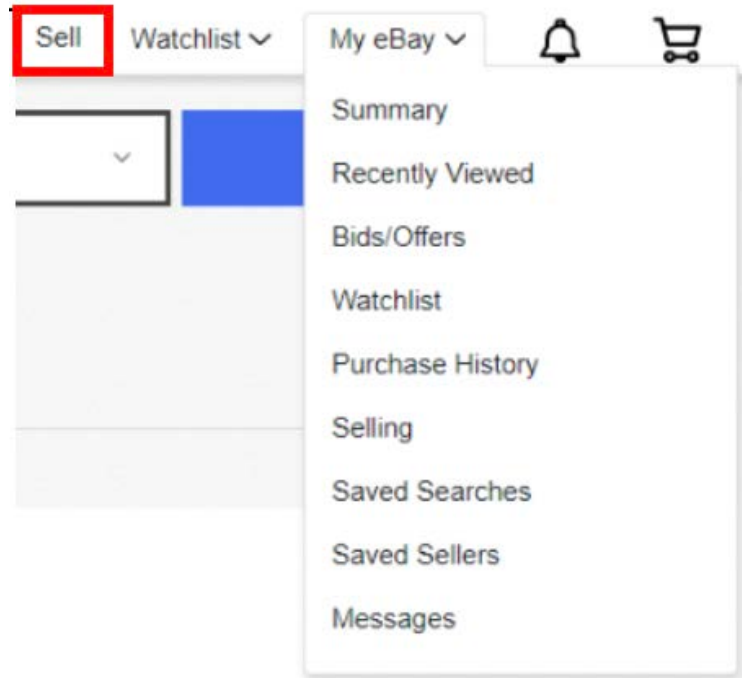 Sell Watchlist My eBay
Summary
Recently Viewed
Bids/Offers
Watchlist
Purchase History
Selling
Saved Searches
Saved Sellers
Messages